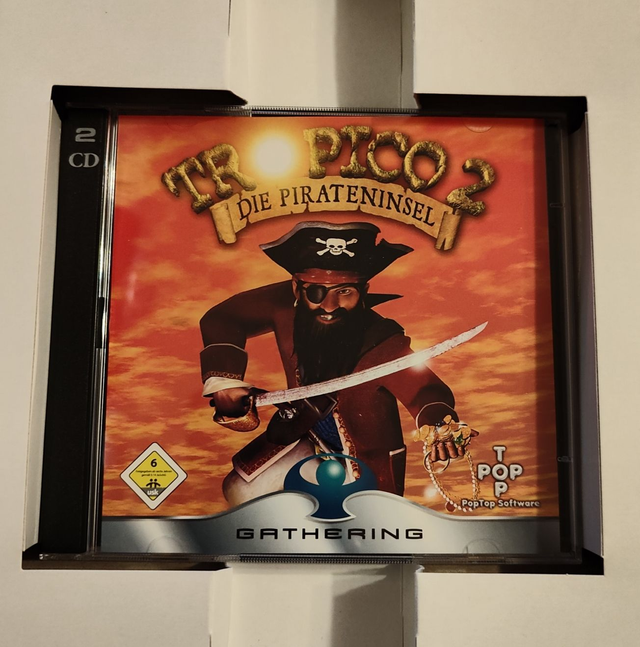 2
CD
TROPICO 2
DIE PIRATENINSEL
6
usk
T
POP
P
PopTop Software
GATHERING